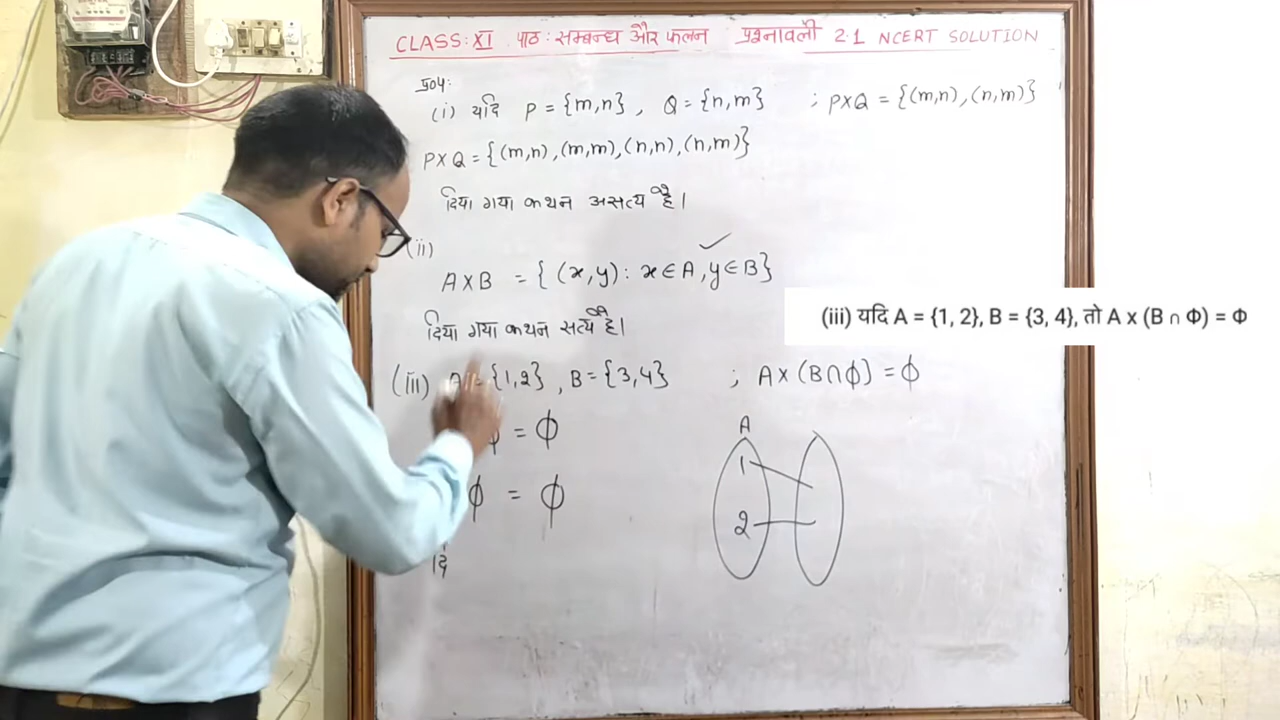 CLASS: XI पाठ: सम्बन्ध और फलन प्रश्नावली 2.1 NCERT SOLUTION
प्र०५:
(i) यदि P = {m,n} , Q = {n,m} ; P×Q = {(m,n) , (n,m)}
P×Q = {(m,n) , (m,m) , (n,n) , (n,m)}
दिया गया कथन असत्य है।
(ii)
A×B = { (x,y) : x ∈ A , y ∈ B}
दिया गया कथन सत्य है।
(iii) यदि A = {1, 2}, B = {3, 4}, तो A x (B ∩ Φ) = Φ
(iii) A = {1,2} , B = {3,4} ; A × (B ∩ ϕ) = ϕ
ϕ = ϕ
ϕ = ϕ
A
1
2
दि